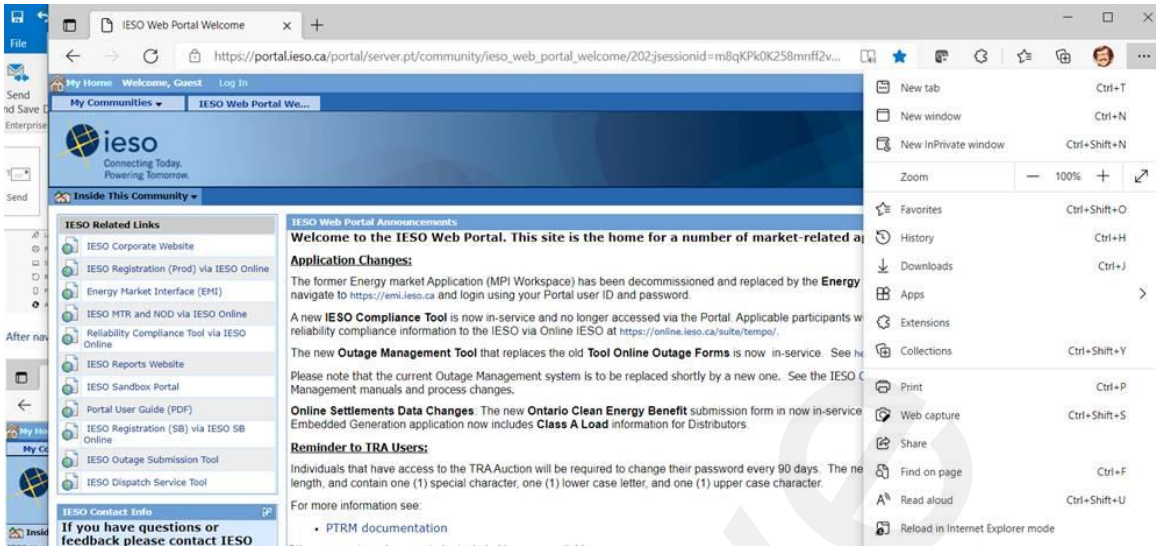 File
IESO Web Portal Welcome
https://portal.ieso.ca/portal/server.pt/community/ieso_web_portal_welcome/202;jsessionid=m8qKPk0K258mnff2v...
Send
nd Save D
Enterprise
Send
After nav
My Ho
My Co
Insid
My Home Welcome, Guest Log In
My Communities IESO Web Portal We...
ieso
Connecting Today.
Powering Tomorrow.
Inside This Community
IESO Related Links
IESO Corporate Website
IESO Registration (Prod) via IESO Online
Energy Market Interface (EMI)
IESO MTR and NOD via IESO Online
Reliability Compliance Tool via IESO
Online
IESO Reports Website
IESO Sandbox Portal
Portal User Guide (PDF)
IESO Registration (SB) via IESO SB
Online
IESO Outage Submission Tool
IESO Dispatch Service Tool
IESO Contact Info
If you have questions or
feedback please contact IESO
IESO Web Portal Announcements
Welcome to the IESO Web Portal. This site is the home for a number of market-related a
Application Changes:
The former Energy market Application (MPI Workspace) has been decommissioned and replaced by the Energy
navigate to https://emi.ieso.ca and login using your Portal user ID and password.
A new IESO Compliance Tool is now in-service and no longer accessed via the Portal. Applicable participants w
reliability compliance information to the IESO via Online IESO at https://online.ieso.ca/suite/tempo/.
The new Outage Management Tool that replaces the old Tool Online Outage Forms is now in-service. See he
Please note that the current Outage Management system is to be replaced shortly by a new one. See the IESO
Management manuals and process changes.
Online Settlements Data Changes: The new Ontario Clean Energy Benefit submission form in now in-service
Embedded Generation application now includes Class A Load information for Distributors.
Reminder to TRA Users:
Individuals that have access to the TRA Auction will be required to change their password every 90 days. The ne
length, and contain one (1) special character, one (1) lower case letter, and one (1) upper case character.
For more information see:
• PTRM documentation
New tab Ctrl+T
New window Ctrl+N
New InPrivate window Ctrl+Shift+N
Zoom — 100% +
Favorites Ctrl+Shift+O
History Ctrl+H
Downloads Ctrl+J
Apps
Extensions
Collections Ctrl+Shift+Y
Print Ctrl+P
Web capture Ctrl+Shift+S
Share
Find on page Ctrl+F
Read aloud Ctrl+Shift+U
Reload in Internet Explorer mode